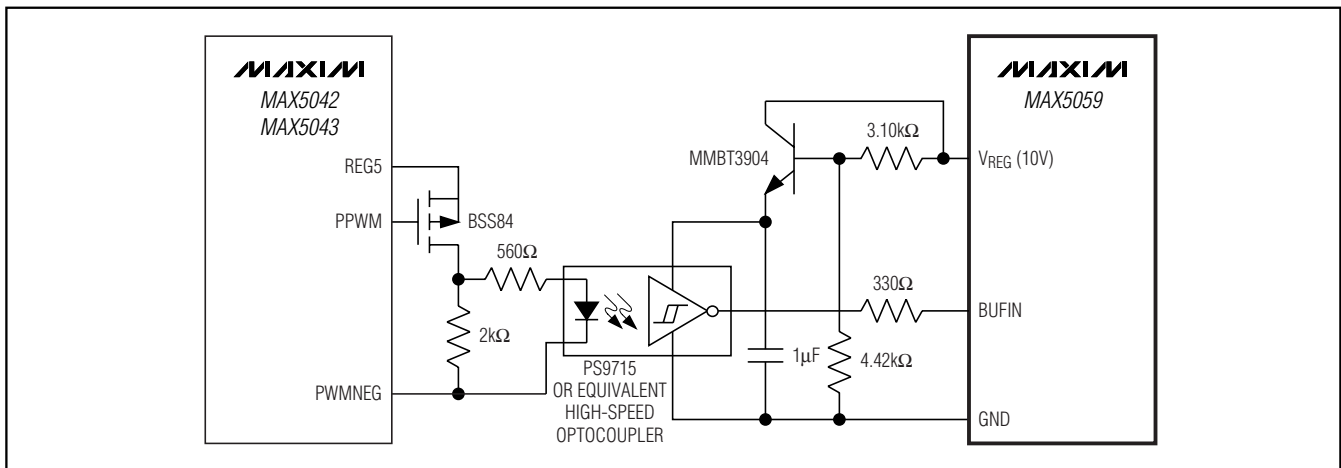 MAXIM
MAX5042
MAX5043
REG5
PPWM
PWMNEG
BSS84
560Ω
2kΩ
PS9715
OR EQUIVALENT
HIGH-SPEED
OPTOCOUPLER
MMBT3904
3.10kΩ
330Ω
1μF
4.42kΩ
MAXIM
MAX5059
VREG (10V)
BUFIN
GND